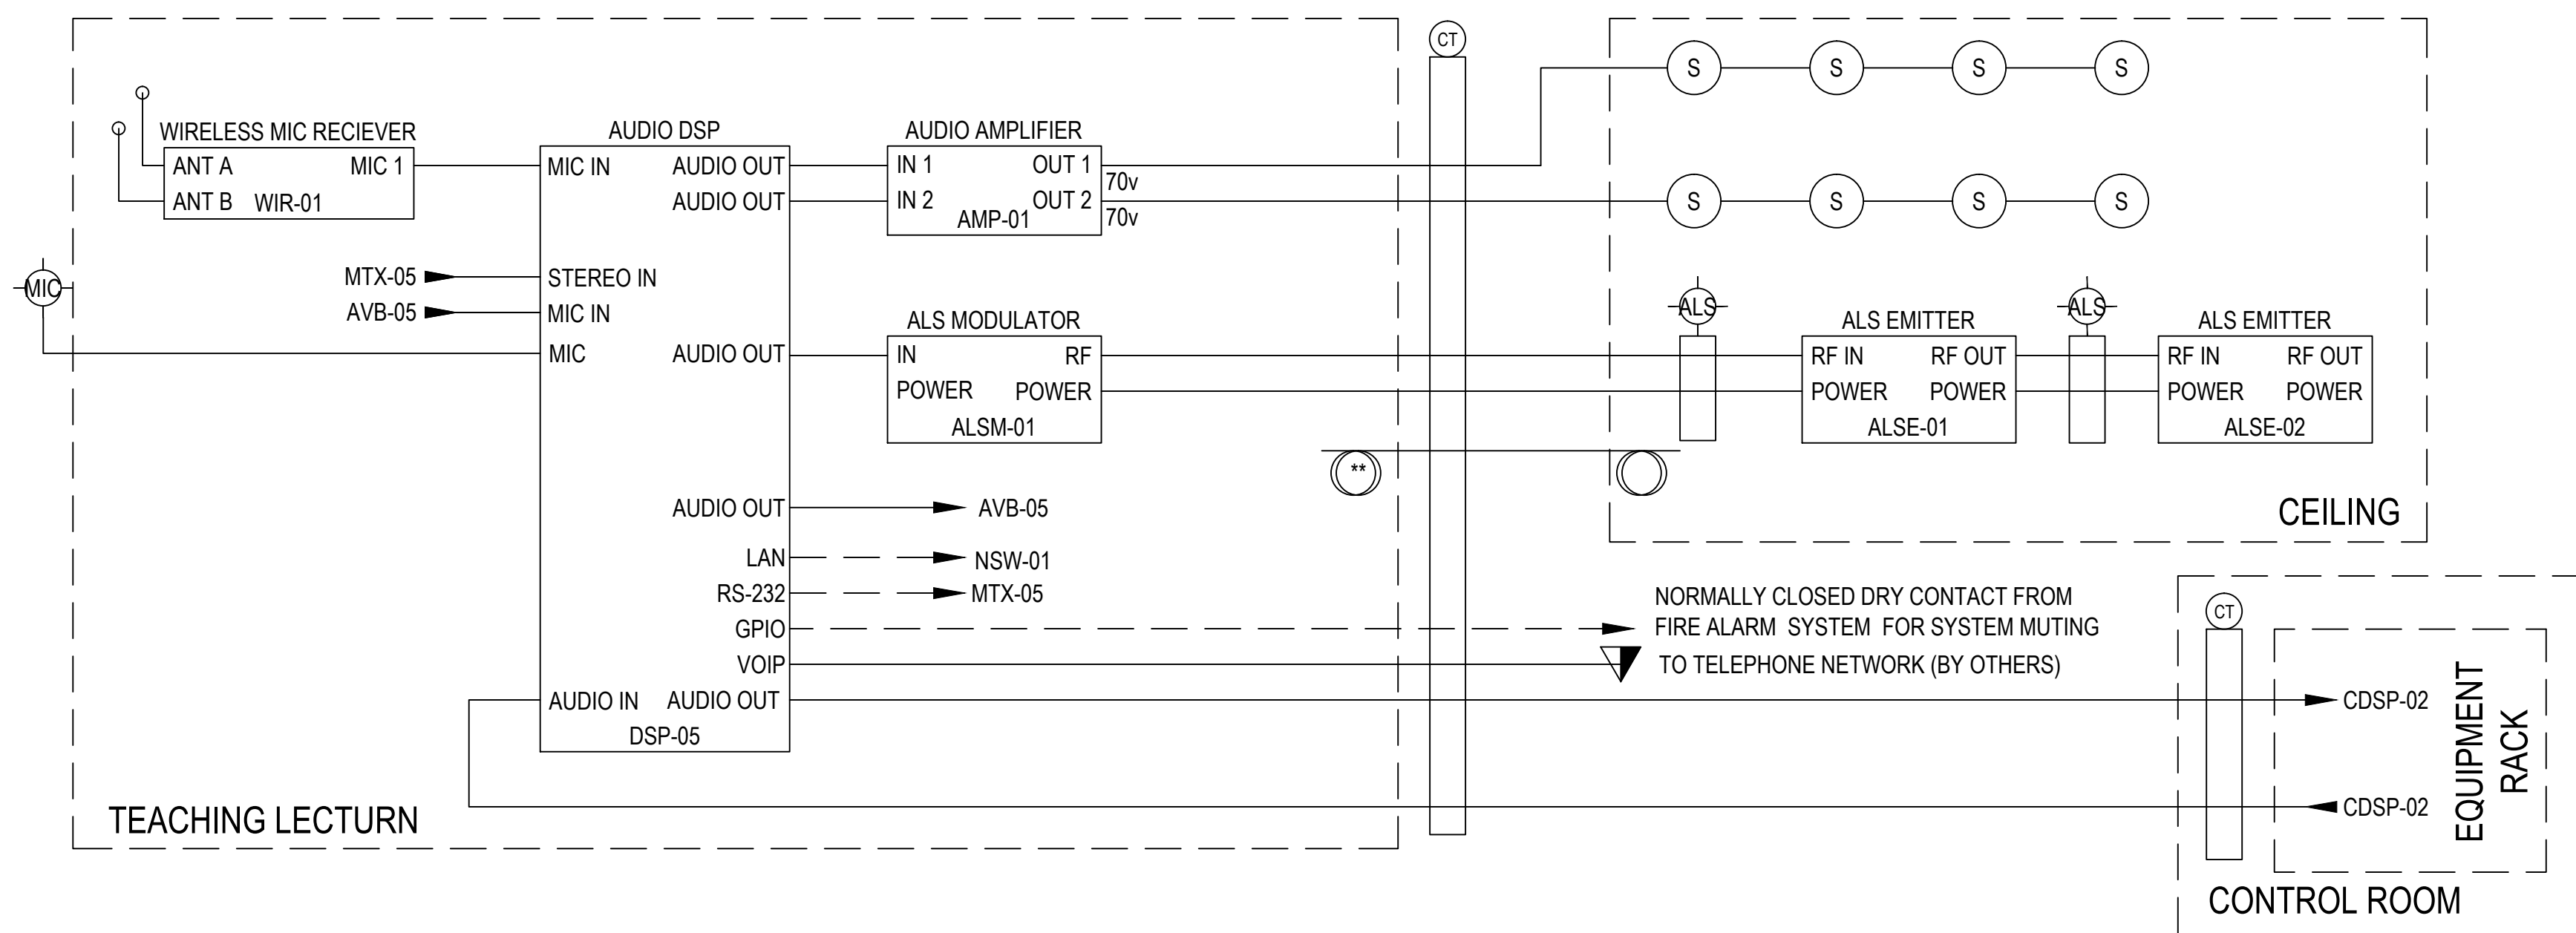 CT
S S S S
WIRELESS MIC RECIEVER
ANT A MIC 1
ANT B WIR-01
AUDIO DSP
MIC IN AUDIO OUT
AUDIO OUT
STEREO IN
MIC IN
MIC AUDIO OUT
AUDIO OUT
LAN
RS-232
GPIO
VOIP
AUDIO IN AUDIO OUT
DSP-05
MTX-05
AVB-05
MIC
AUDIO AMPLIFIER
IN 1 OUT 1
IN 2 OUT 2
AMP-01
70v
70v
S S S S
ALS MODULATOR
IN RF
POWER POWER
ALSM-01
ALS
ALS EMITTER
RF IN RF OUT
POWER POWER
ALSE-01
ALS
ALS EMITTER
RF IN RF OUT
POWER POWER
ALSE-02
**
CEILING
AVB-05
NSW-01
MTX-05
NORMALLY CLOSED DRY CONTACT FROM
FIRE ALARM SYSTEM FOR SYSTEM MUTING
TO TELEPHONE NETWORK (BY OTHERS)
CT
CDSP-02
CDSP-02
EQUIPMENT
RACK
TEACHING LECTURN
CONTROL ROOM